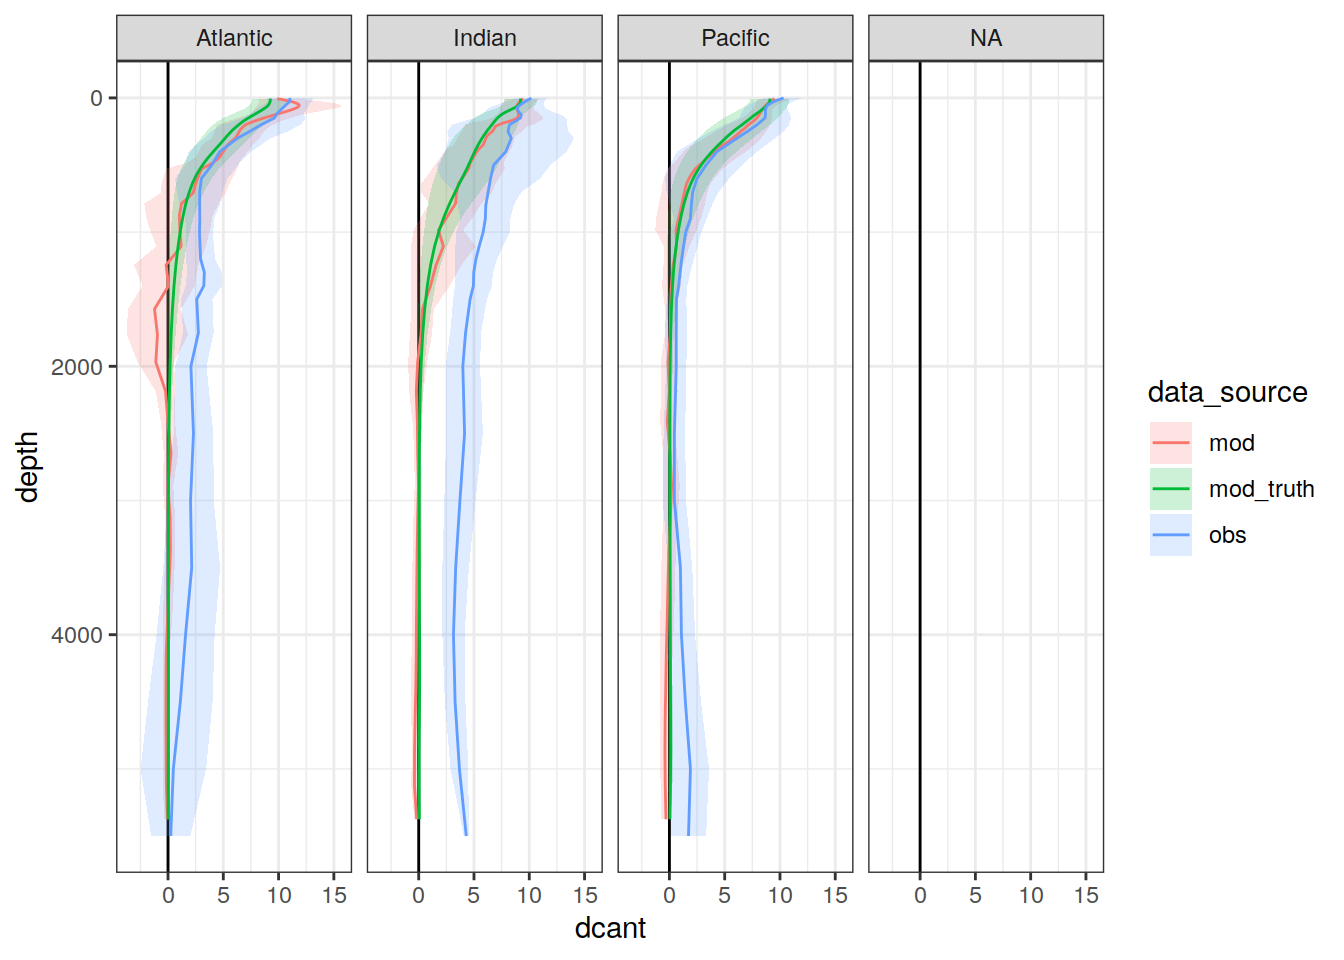 Atlantic Indian Pacific NA
0
2000
4000
depth
0 5 10 15 0 5 10 15 0 5 10 15 0 5 10 15
dcant
data_source
mod
mod_truth
obs